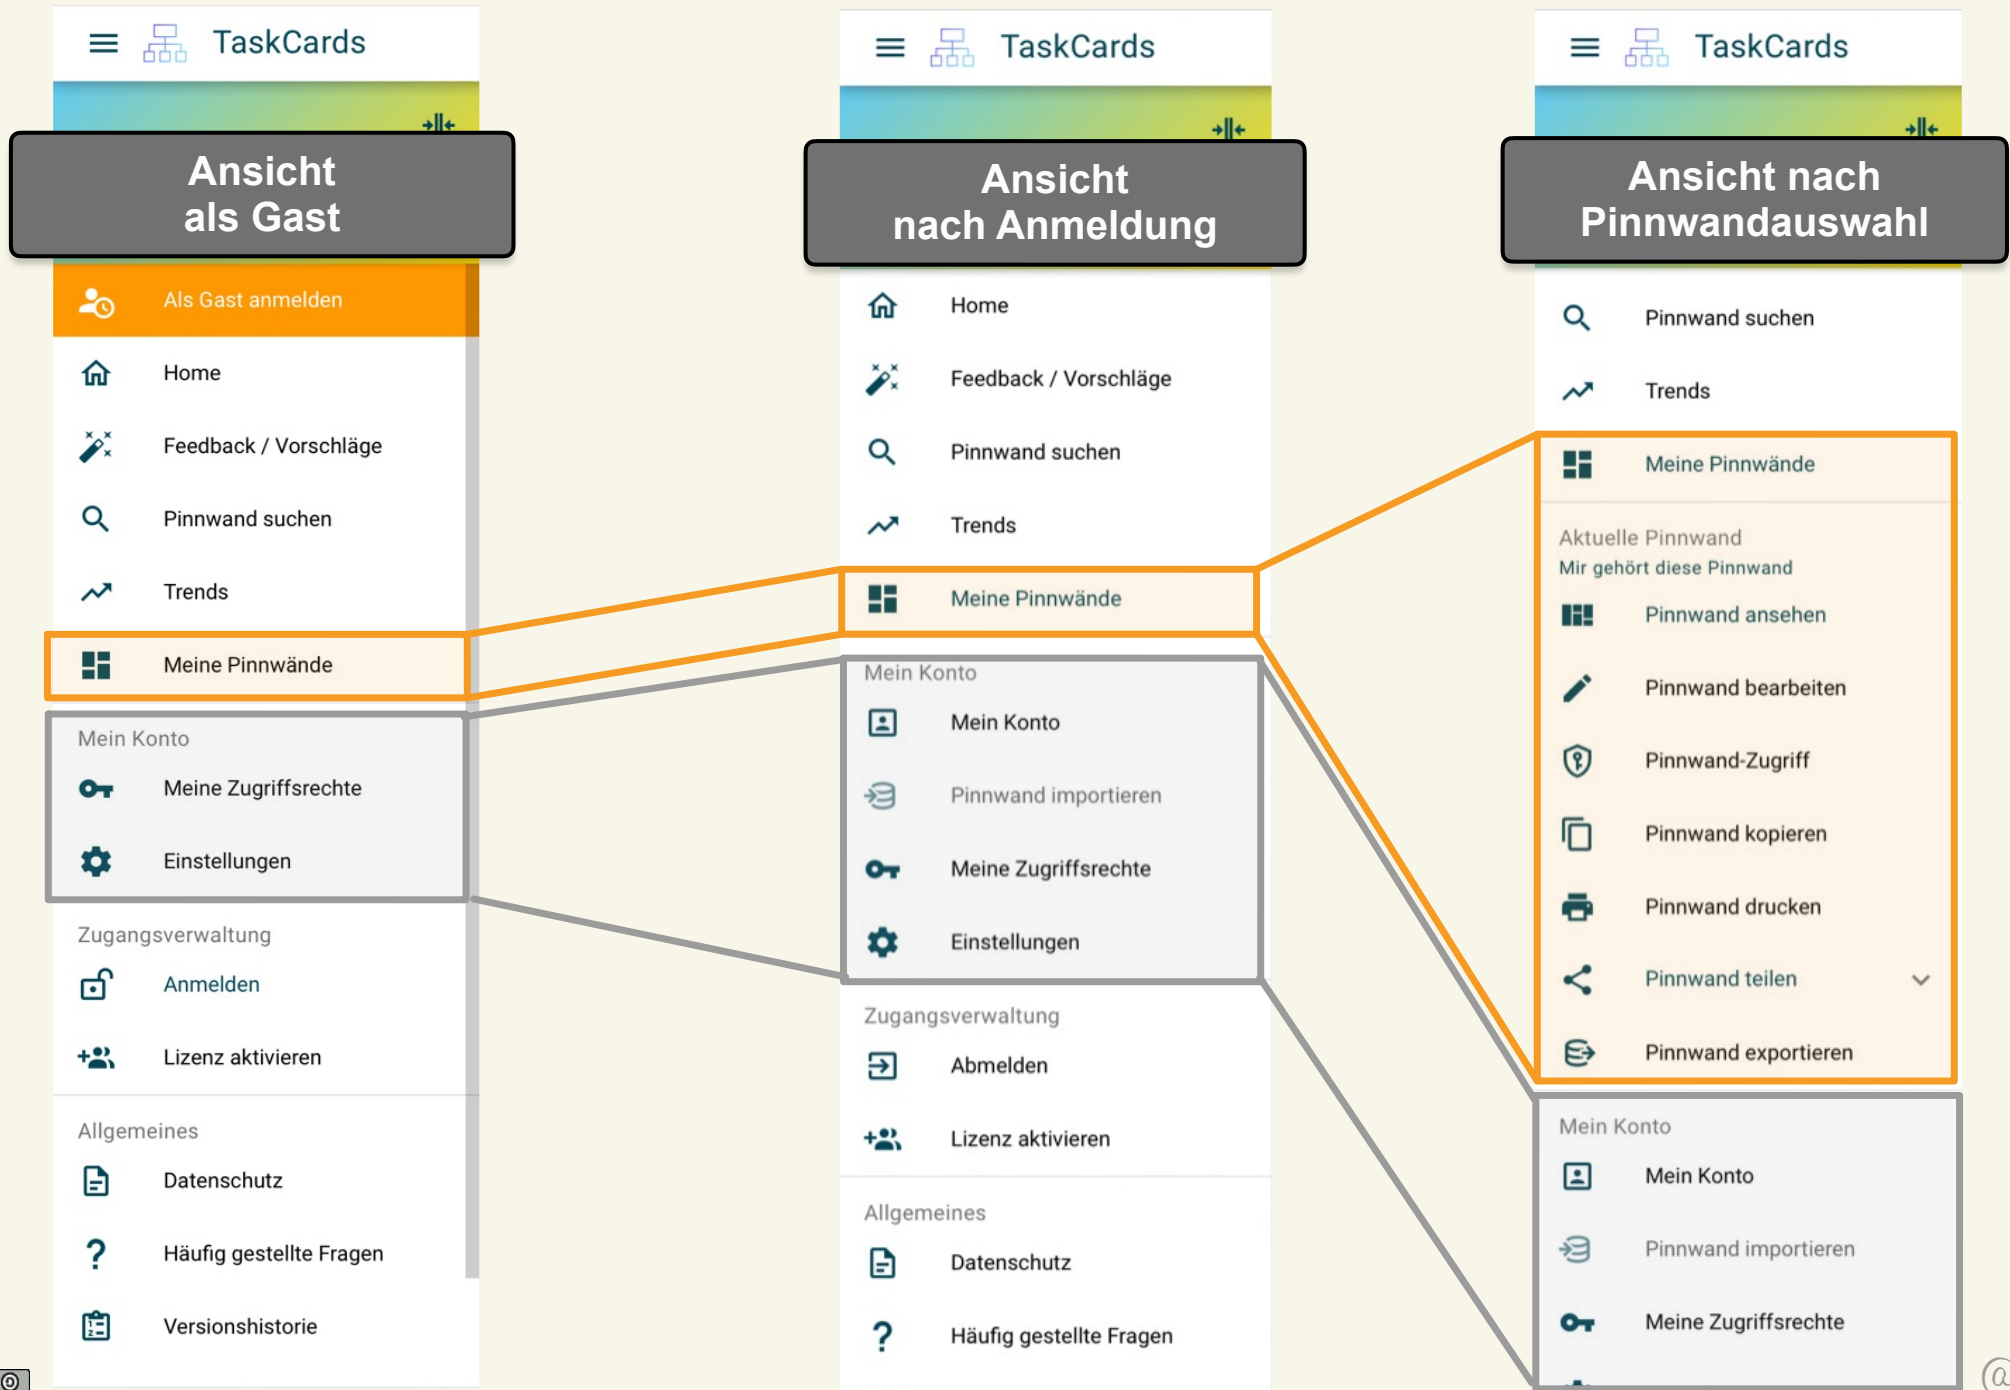 TaskCards
Ansicht
als Gast
Als Gast anmelden
Home
Feedback / Vorschläge
Pinnwand suchen
Trends
Meine Pinnwände
Mein Konto
Meine Zugriffsrechte
Einstellungen
Zugangsverwaltung
Anmelden
Lizenz aktivieren
Allgemeines
Datenschutz
Häufig gestellte Fragen
Versionshistorie
TaskCards
Ansicht
nach Anmeldung
Home
Feedback / Vorschläge
Pinnwand suchen
Trends
Meine Pinnwände
Mein Konto
Mein Konto
Pinnwand importieren
Meine Zugriffsrechte
Einstellungen
Zugangsverwaltung
Abmelden
Lizenz aktivieren
Allgemeines
Datenschutz
Häufig gestellte Fragen
TaskCards
Ansicht nach
Pinnwandauswahl
Pinnwand suchen
Trends
Meine Pinnwände
Aktuelle Pinnwand
Mir gehört diese Pinnwand
Pinnwand ansehen
Pinnwand bearbeiten
Pinnwand-Zugriff
Pinnwand kopieren
Pinnwand drucken
Pinnwand teilen
Pinnwand exportieren
Mein Konto
Mein Konto
Pinnwand importieren
Meine Zugriffsrechte
@